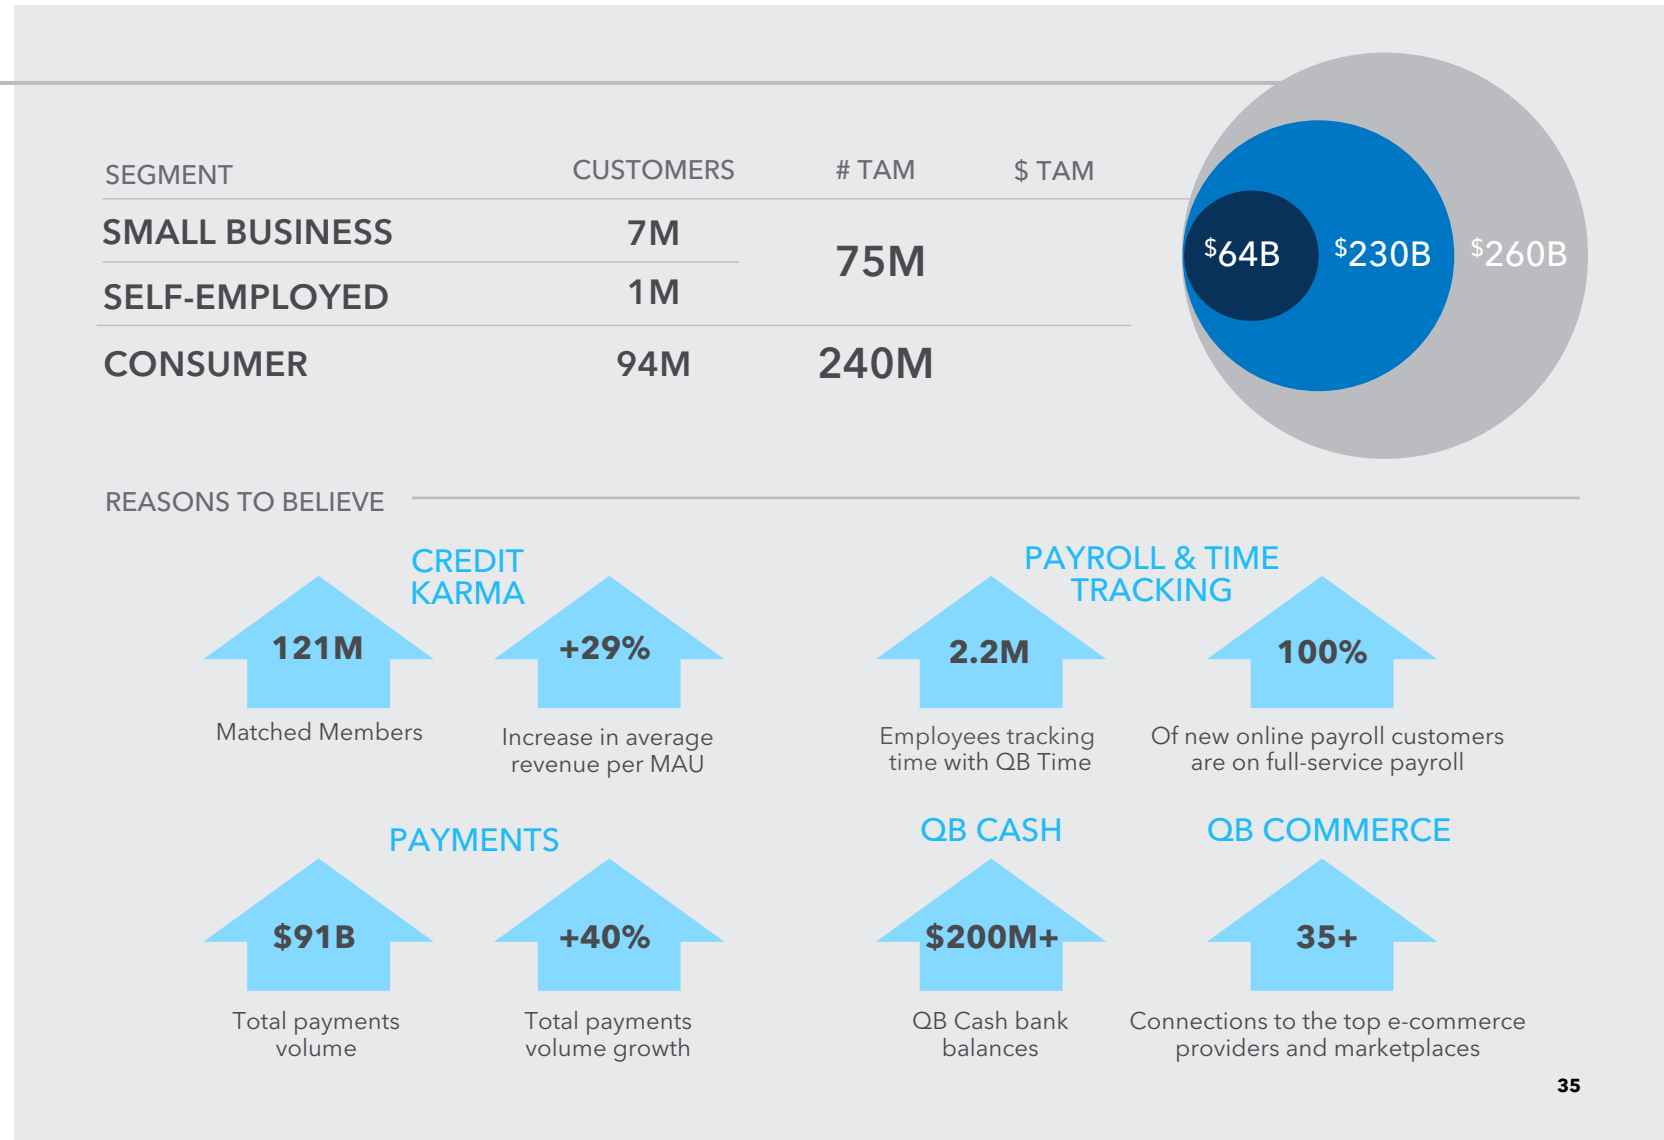 SEGMENT CUSTOMERS # TAM $ TAM
SMALL BUSINESS 7M
75M
SELF-EMPLOYED 1M
CONSUMER 94M 240M
$64B $230B $260B
REASONS TO BELIEVE
CREDIT
KARMA
121M
Matched Members
+29%
Increase in average
revenue per MAU
PAYROLL & TIME
TRACKING
2.2M
Employees tracking
time with QB Time
100%
Of new online payroll customers
are on full-service payroll
PAYMENTS
$91B
Total payments
volume
+40%
Total payments
volume growth
QB CASH
$200M+
QB Cash bank
balances
QB COMMERCE
35+
Connections to the top e-commerce
providers and marketplaces
35